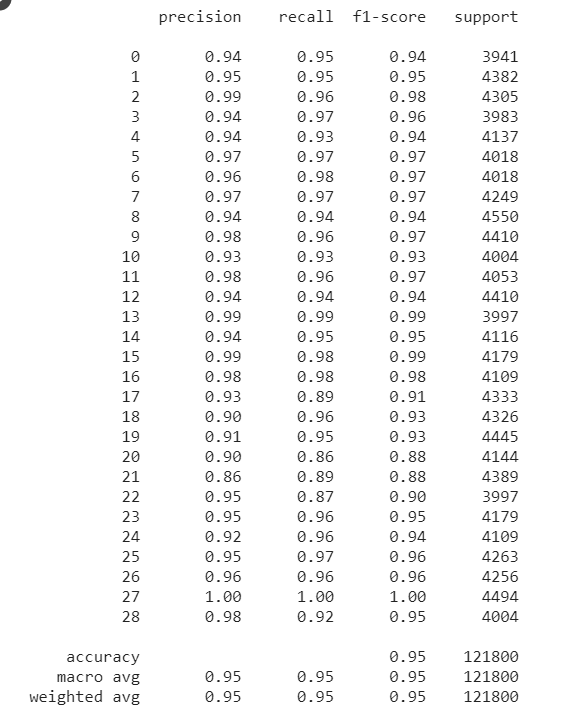 precision recall f1-score support
0 0.94 0.95 0.94 3941
1 0.95 0.95 0.95 4382
2 0.99 0.96 0.98 4305
3 0.94 0.97 0.96 3983
4 0.94 0.93 0.94 4137
5 0.97 0.97 0.97 4018
6 0.96 0.98 0.97 4018
7 0.97 0.97 0.97 4249
8 0.94 0.94 0.94 4550
9 0.98 0.96 0.97 4410
10 0.93 0.93 0.93 4004
11 0.98 0.96 0.97 4053
12 0.94 0.94 0.94 4410
13 0.99 0.99 0.99 3997
14 0.94 0.95 0.95 4116
15 0.99 0.98 0.99 4179
16 0.98 0.98 0.98 4109
17 0.93 0.89 0.91 4333
18 0.90 0.96 0.93 4326
19 0.91 0.95 0.93 4445
20 0.90 0.86 0.88 4144
21 0.86 0.89 0.88 4389
22 0.95 0.87 0.90 3997
23 0.95 0.96 0.95 4179
24 0.92 0.96 0.94 4109
25 0.95 0.97 0.96 4263
26 0.96 0.96 0.96 4256
27 1.00 1.00 1.00 4494
28 0.98 0.92 0.95 4004
accuracy 0.95 121800
macro avg 0.95 0.95 0.95 121800
weighted avg 0.95 0.95 0.95 121800